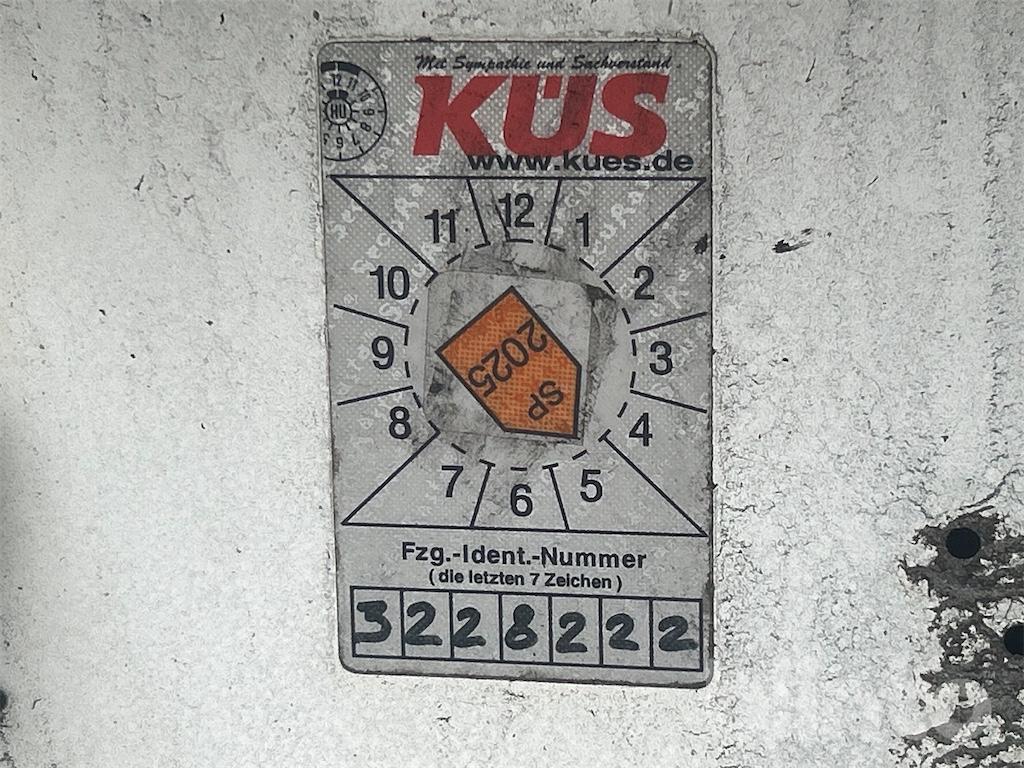 Mit Sympathie und Sachverstand.
KÜS
www.kues.de
HU
12
11
1
10
2
9
3
8
4
7
5
6
SP
2025
Fzg.-Ident.-Nummer
(die letzten 7 Zeichen)
3228222